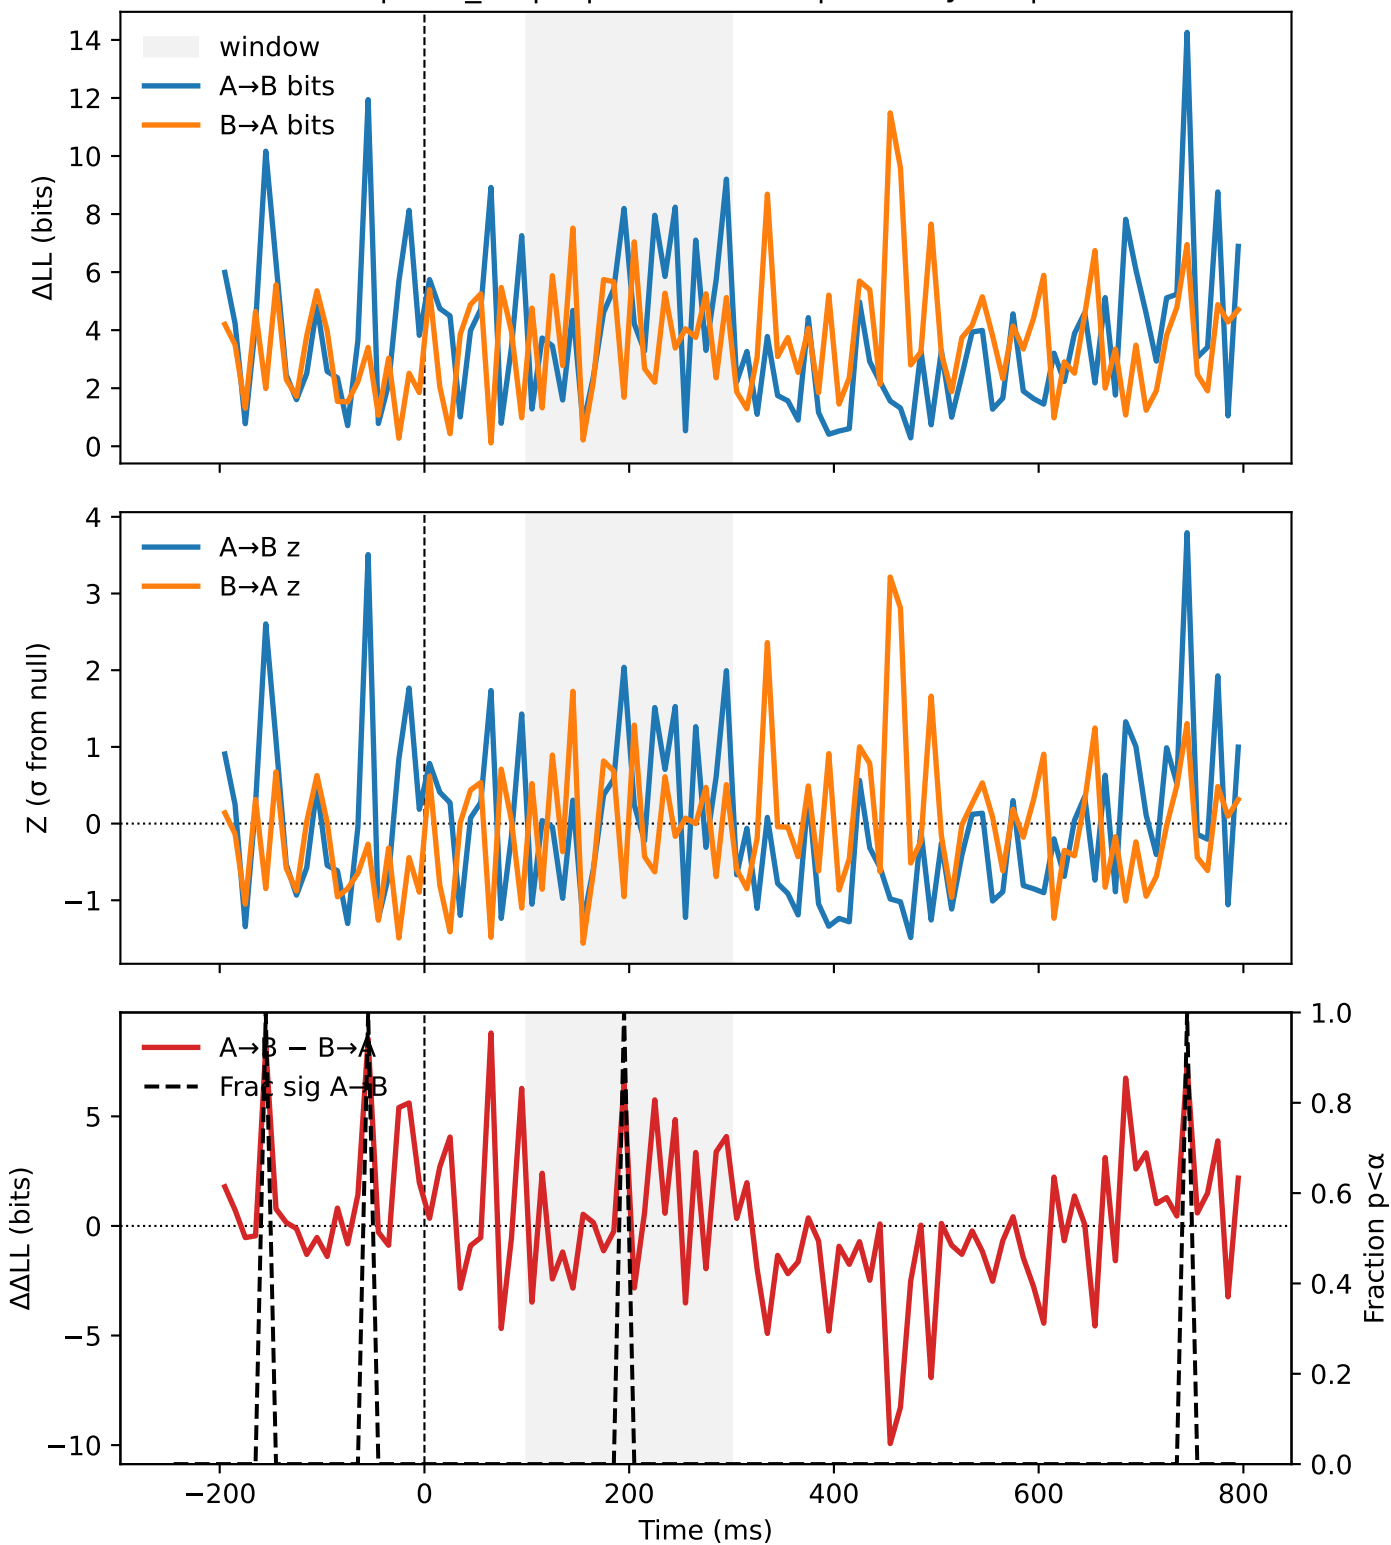 14
12
10
8
6
4
2
0
ΔLL (bits)
window
A→B bits
B→A bits
4
3
2
1
0
−1
Z (σ from null)
A→B z
B→A z
5
0
−5
−10
ΔΔLL (bits)
A→B − B→A
Frac sig A→B
1.0
0.8
0.6
0.4
0.2
0.0
Fraction p<α
−200
0
200
400
600
800
Time (ms)